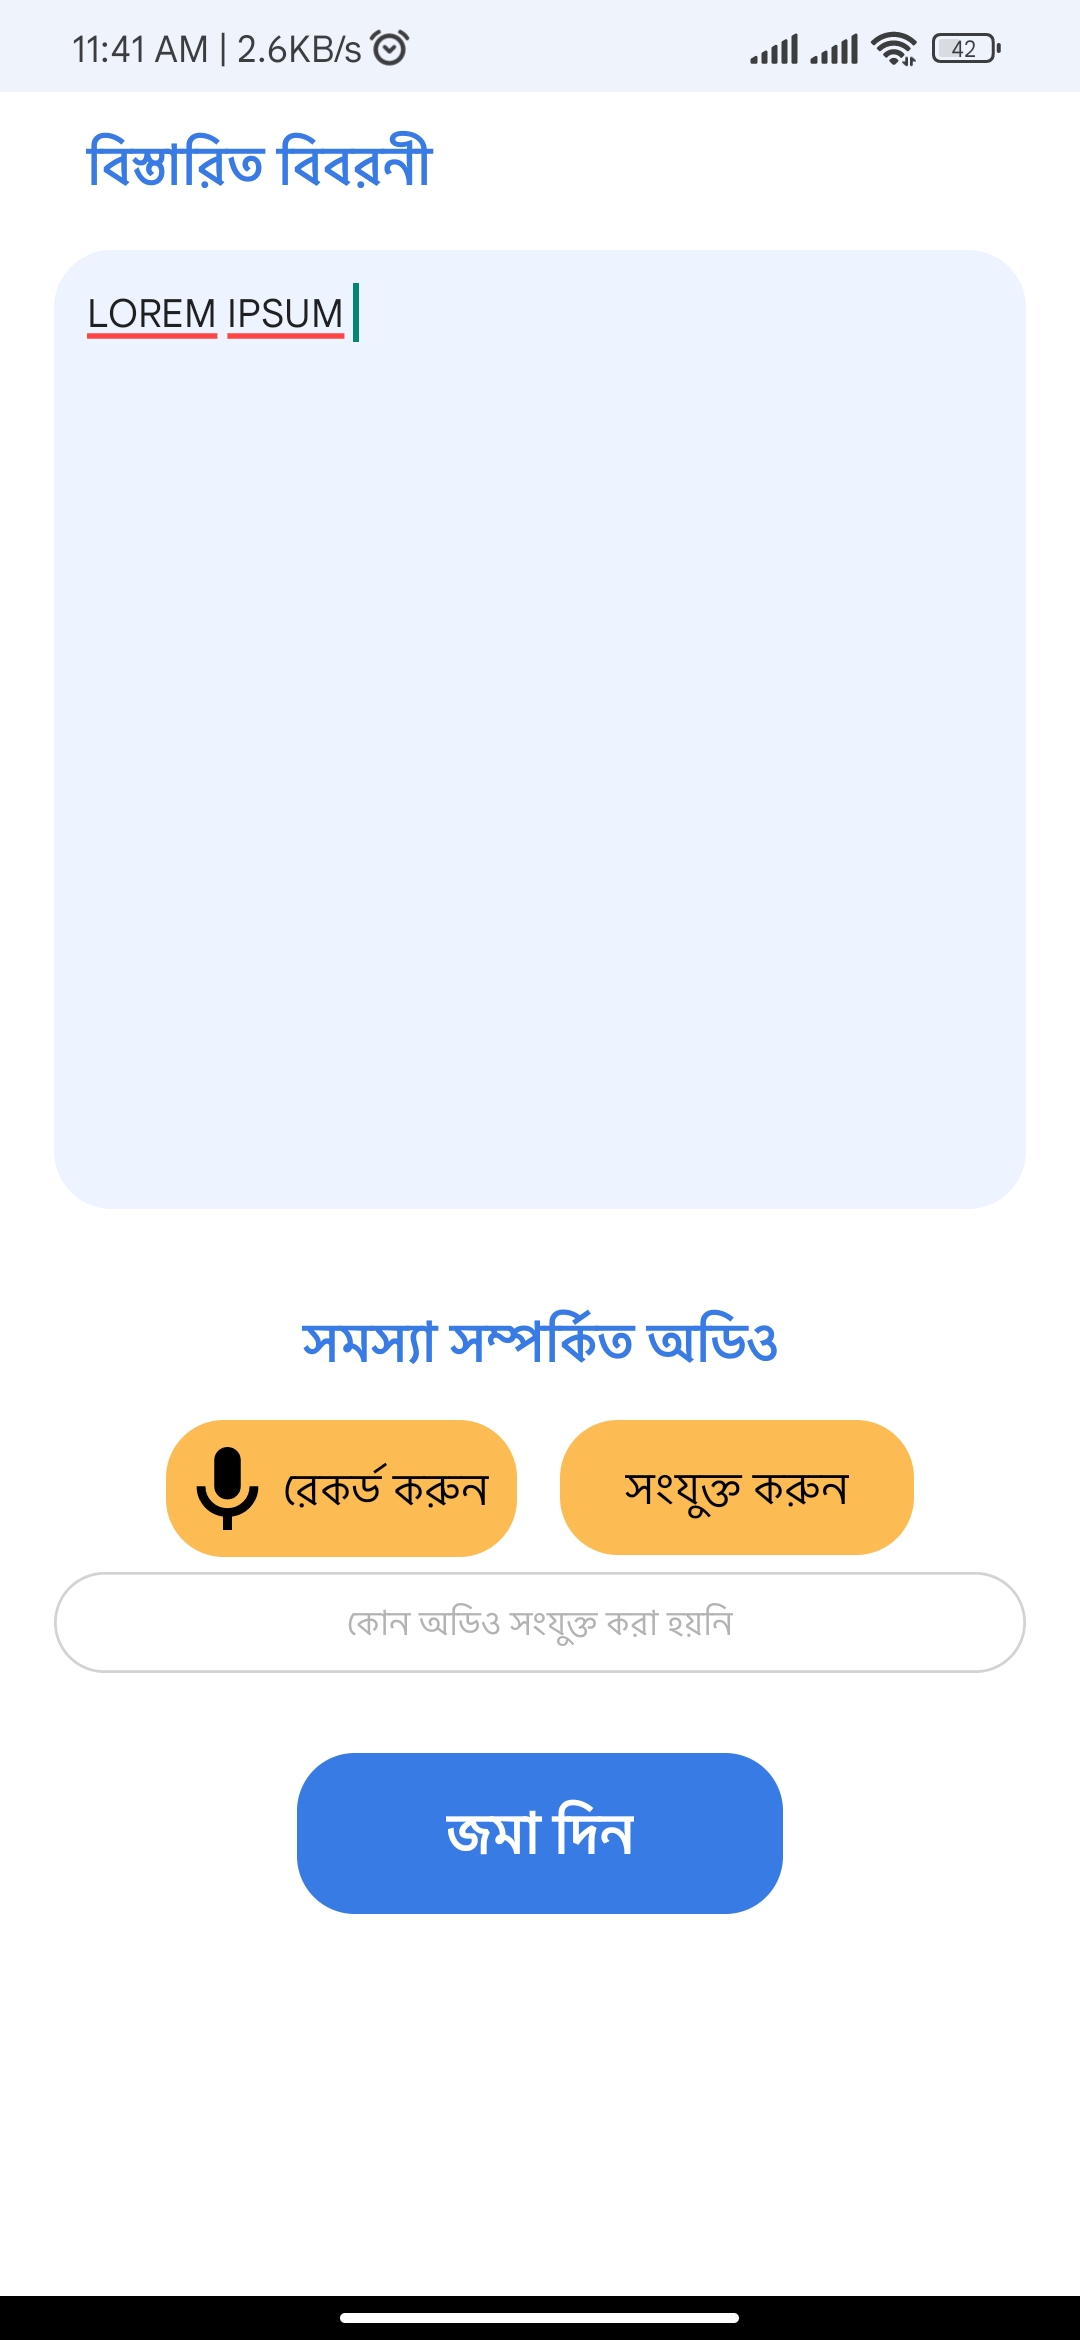 11:41 AM | 2.6KB/s
42
বিস্তারিত বিবরনী
LOREM IPSUM
সমস্যা সম্পর্কিত অডিও
রেকর্ড করুন
সংযুক্ত করুন
কোন অডিও সংযুক্ত করা হয়নি
জমা দিন